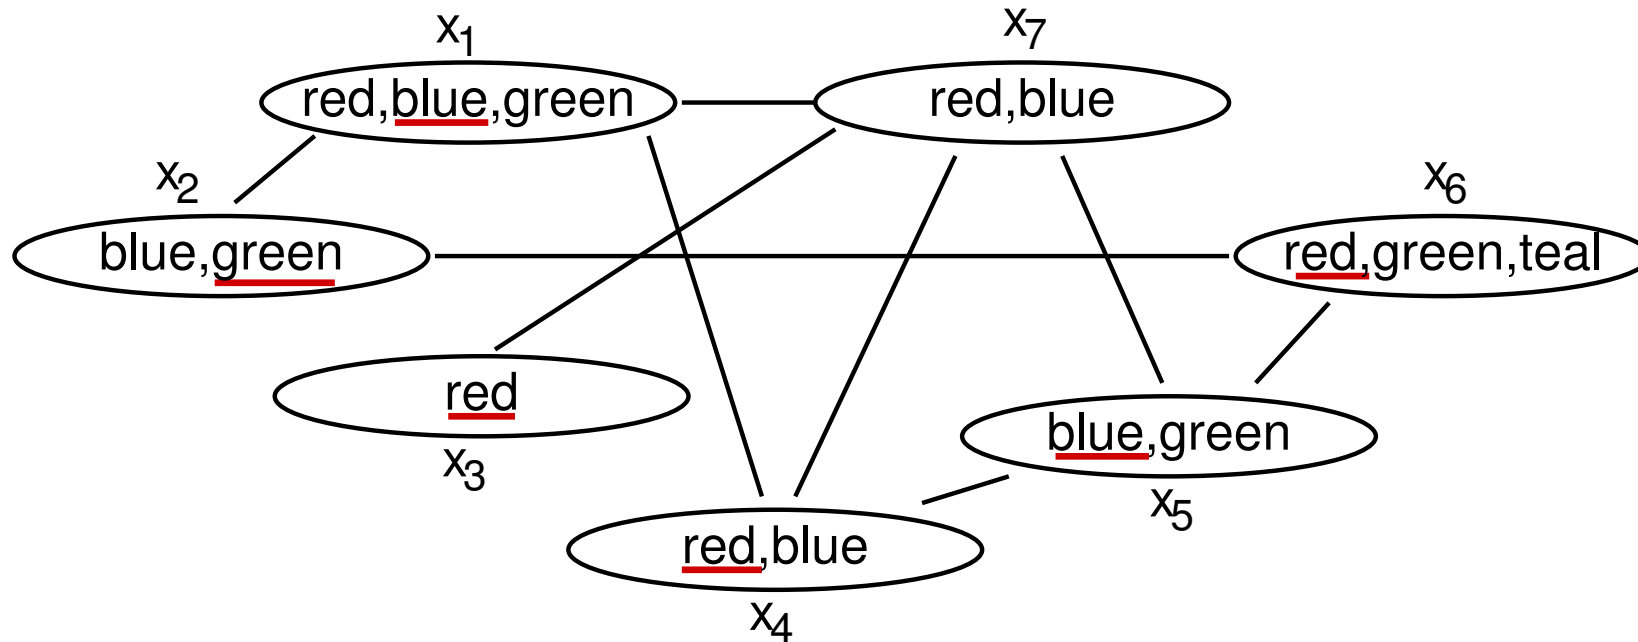 x1
red,blue,green
x7
red,blue
x2
blue,green
x6
red,green,teal
red
x3
blue,green
x5
red,blue
x4